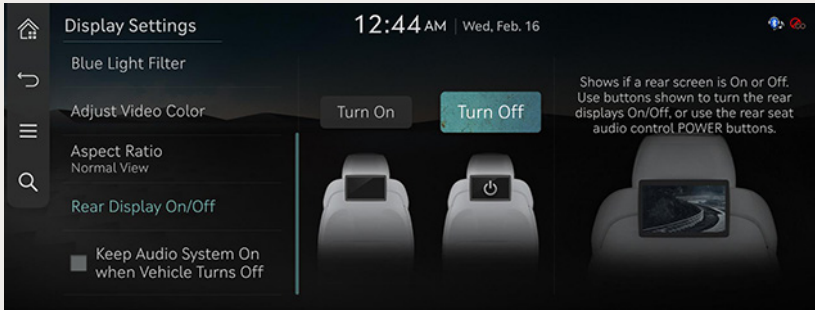 Display Settings
12:44 AM | Wed, Feb. 16
Blue Light Filter
Adjust Video Color
Aspect Ratio
Normal View
Rear Display On/Off
Keep Audio System On
when Vehicle Turns Off
Turn On
Turn Off
Shows if a rear screen is On or Off.
Use buttons shown to turn the rear
displays On/Off, or use the rear seat
audio control POWER buttons.